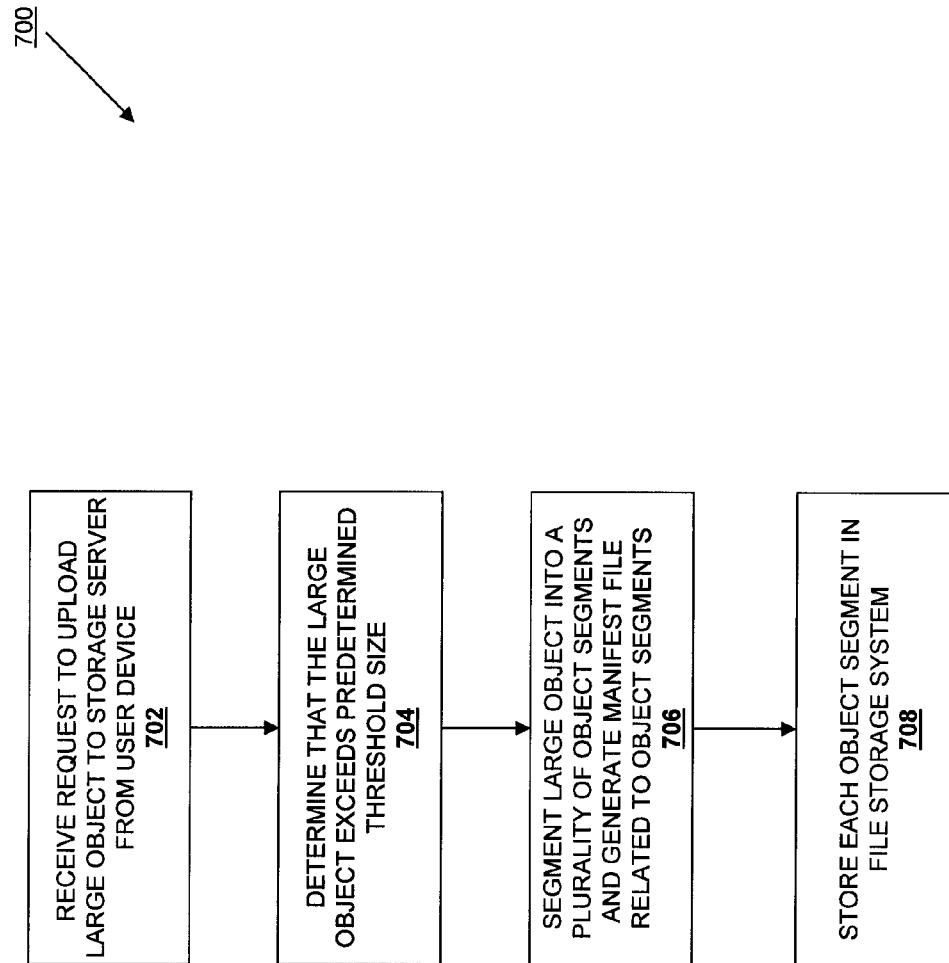 700
RECEIVE REQUEST TO UPLOAD
LARGE OBJECT TO STORAGE SERVER
FROM USER DEVICE
702
DETERMINE THAT THE LARGE
OBJECT EXCEEDS PREDETERMINED
THRESHOLD SIZE
704
SEGMENT LARGE OBJECT INTO A
PLURALITY OF OBJECT SEGMENTS
AND GENERATE MANIFEST FILE
RELATED TO OBJECT SEGMENTS
706
STORE EACH OBJECT SEGMENT IN
FILE STORAGE SYSTEM
708